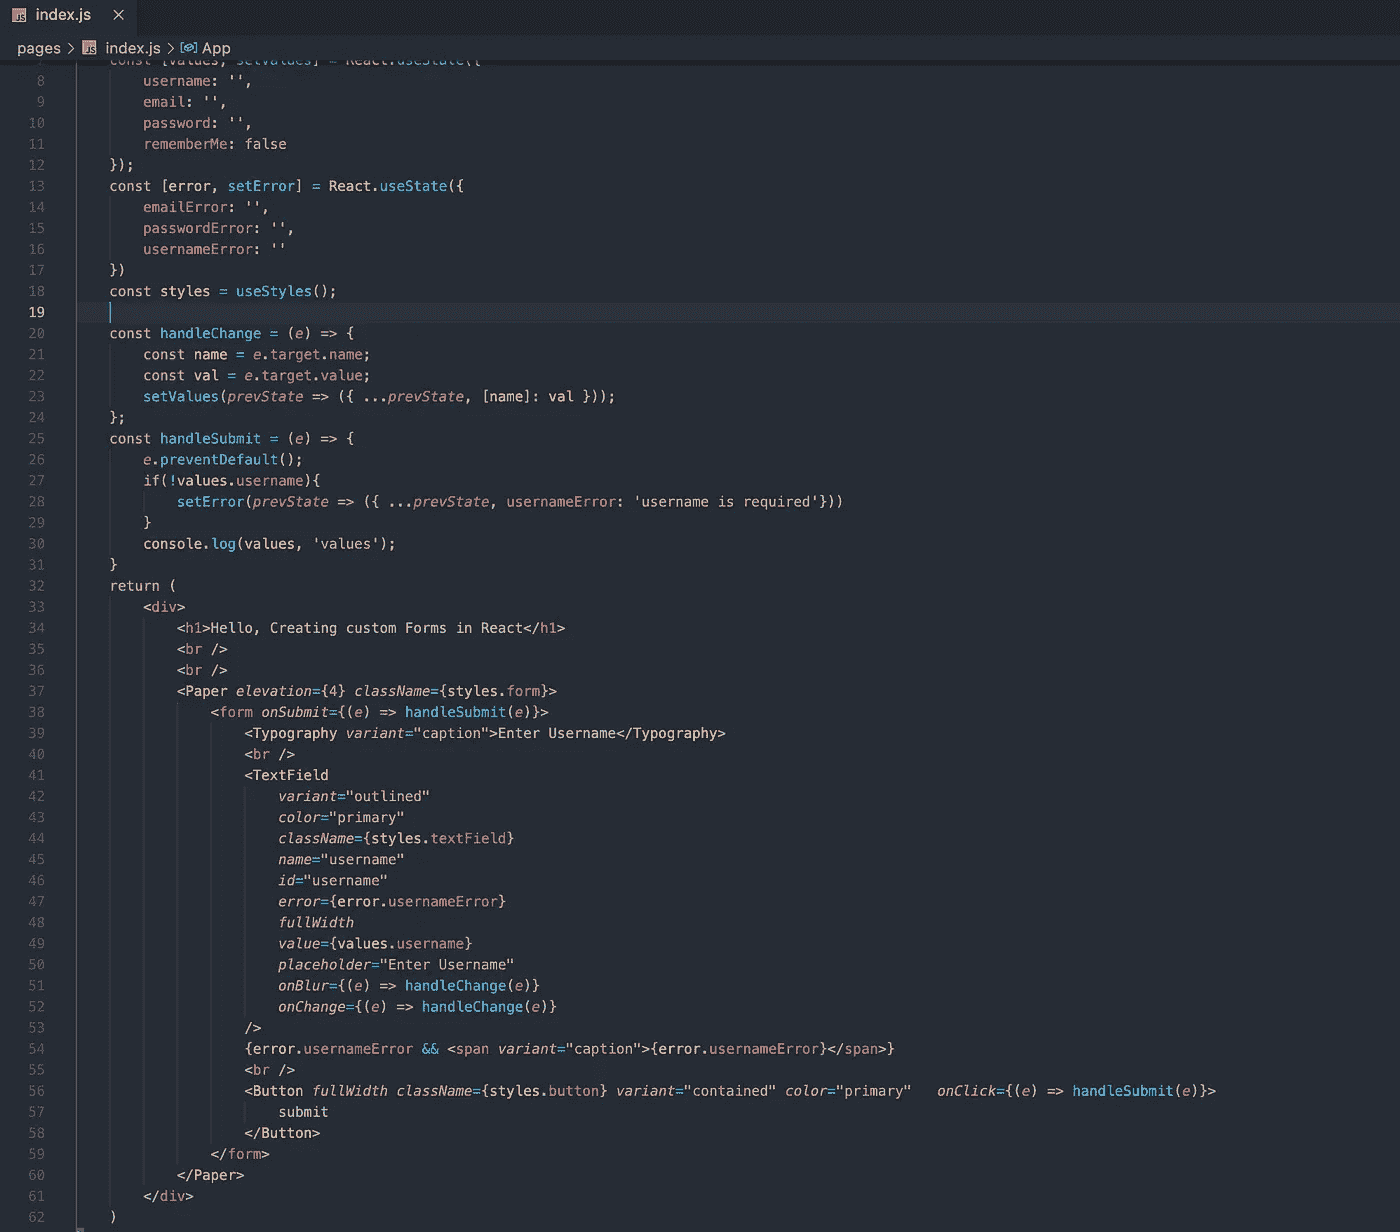 index.js
pages > index.js > App
const [values, setValues] = React.useState({
8 username: '',
9 email: '',
10 password: '',
11 rememberMe: false
12 });
13 const [error, setError] = React.useState({
14 emailError: '',
15 passwordError: '',
16 usernameError: ''
17 })
18 const styles = useStyles();
19
20 const handleChange = (e) => {
21 const name = e.target.name;
22 const val = e.target.value;
23 setValues(prevState => ({ ...prevState, [name]: val }));
24 };
25 const handleSubmit = (e) => {
26 e.preventDefault();
27 if(!values.username){
28 setError(prevState => ({ ...prevState, usernameError: 'username is required'}))
29 }
30 console.log(values, 'values');
31 }
32 return (
33 <div>
34 <h1>Hello, Creating custom Forms in React</h1>
35 <br />
36 <br />
37 <Paper elevation={4} className={styles.form}>
38 <form onSubmit={(e) => handleSubmit(e)}>
39 <Typography variant="caption">Enter Username</Typography>
40 <br />
41 <TextField
42 variant="outlined"
43 color="primary"
44 className={styles.textField}
45 name="username"
46 id="username"
47 error={error.usernameError}
48 fullWidth
49 value={values.username}
50 placeholder="Enter Username"
51 onBlur={(e) => handleChange(e)}
52 onChange={(e) => handleChange(e)}
53 />
54 {error.usernameError && <span variant="caption">{error.usernameError}</span>}
55 <br />
56 <Button fullWidth className={styles.button} variant="contained" color="primary" onClick={(e) => handleSubmit(e)}>
57 submit
58 </Button>
59 </form>
60 </Paper>
61 </div>
62 )